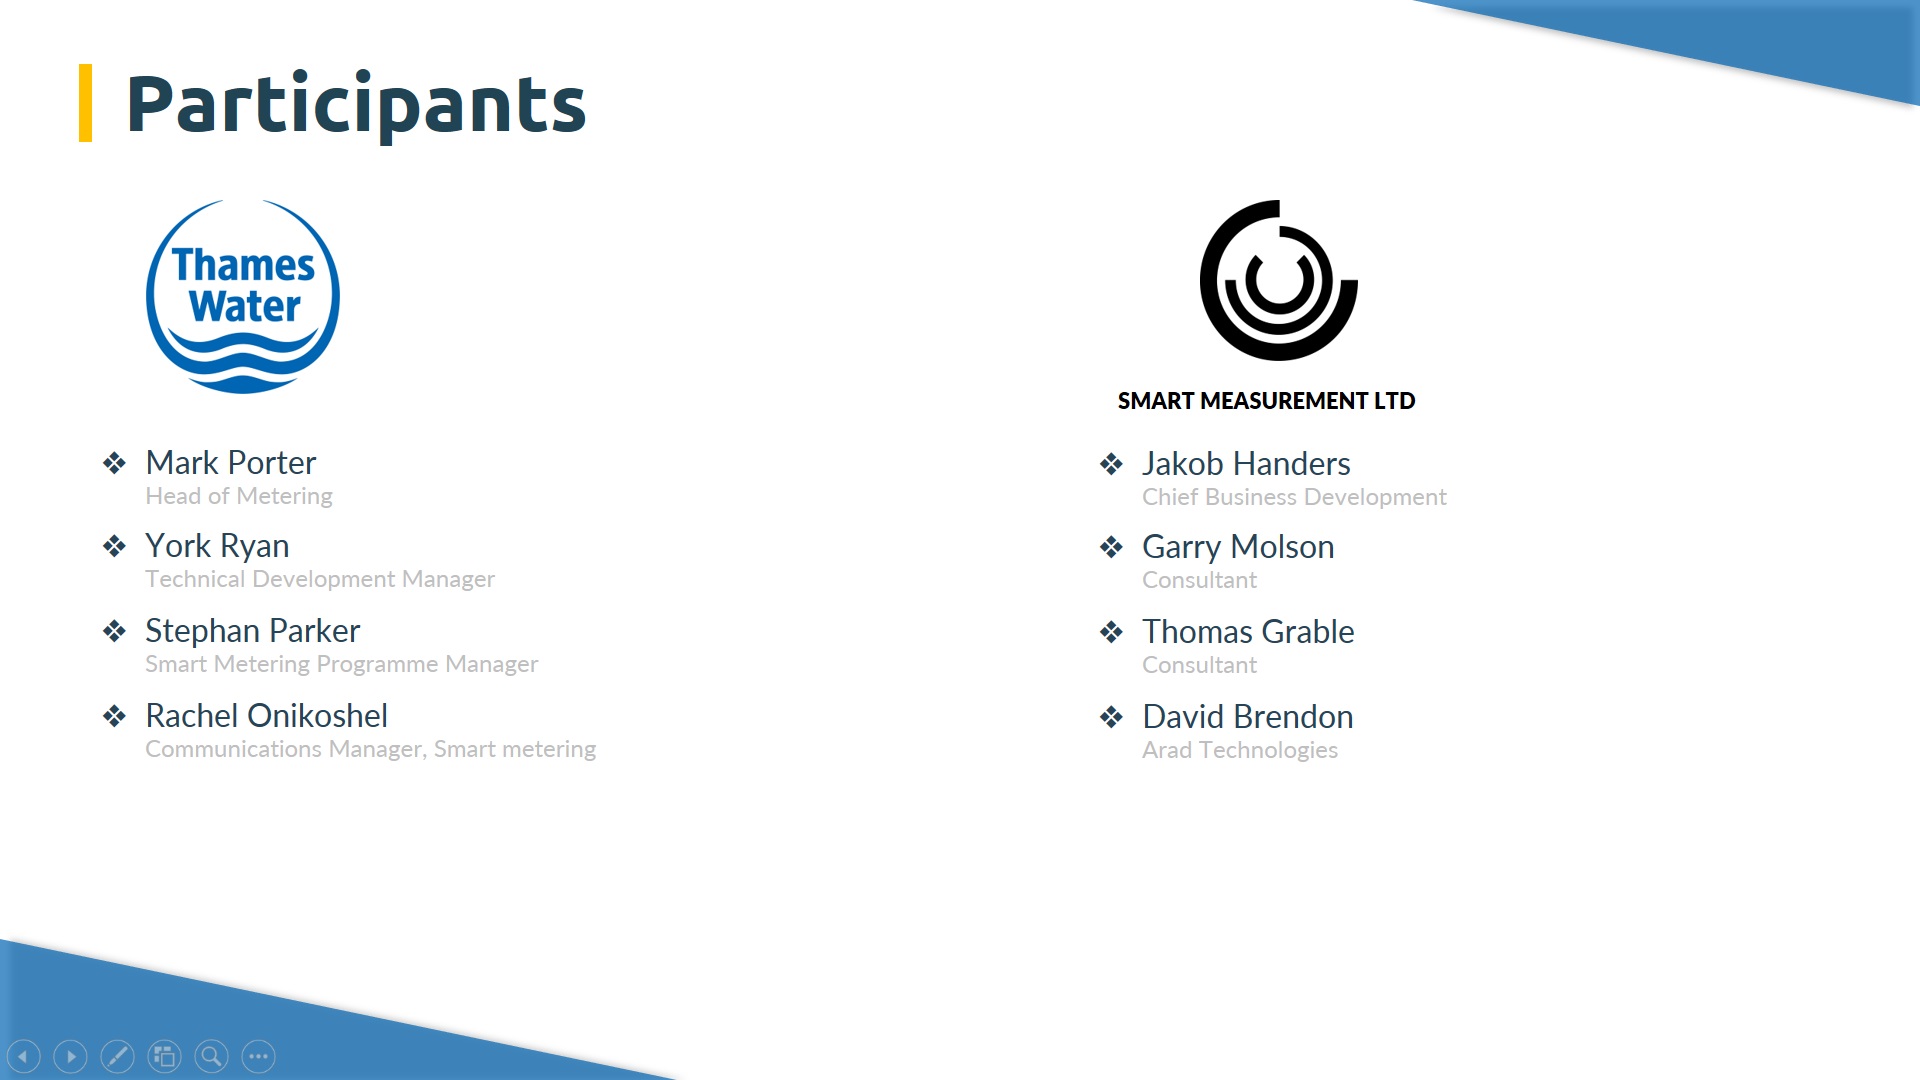 Participants
Thames
Water
❖ Mark Porter
Head of Metering
❖ York Ryan
Technical Development Manager
❖ Stephan Parker
Smart Metering Programme Manager
❖ Rachel Onikoshel
Communications Manager, Smart metering
SMART MEASUREMENT LTD
❖ Jakob Handers
Chief Business Development
❖ Garry Molson
Consultant
❖ Thomas Grable
Consultant
❖ David Brendon
Arad Technologies